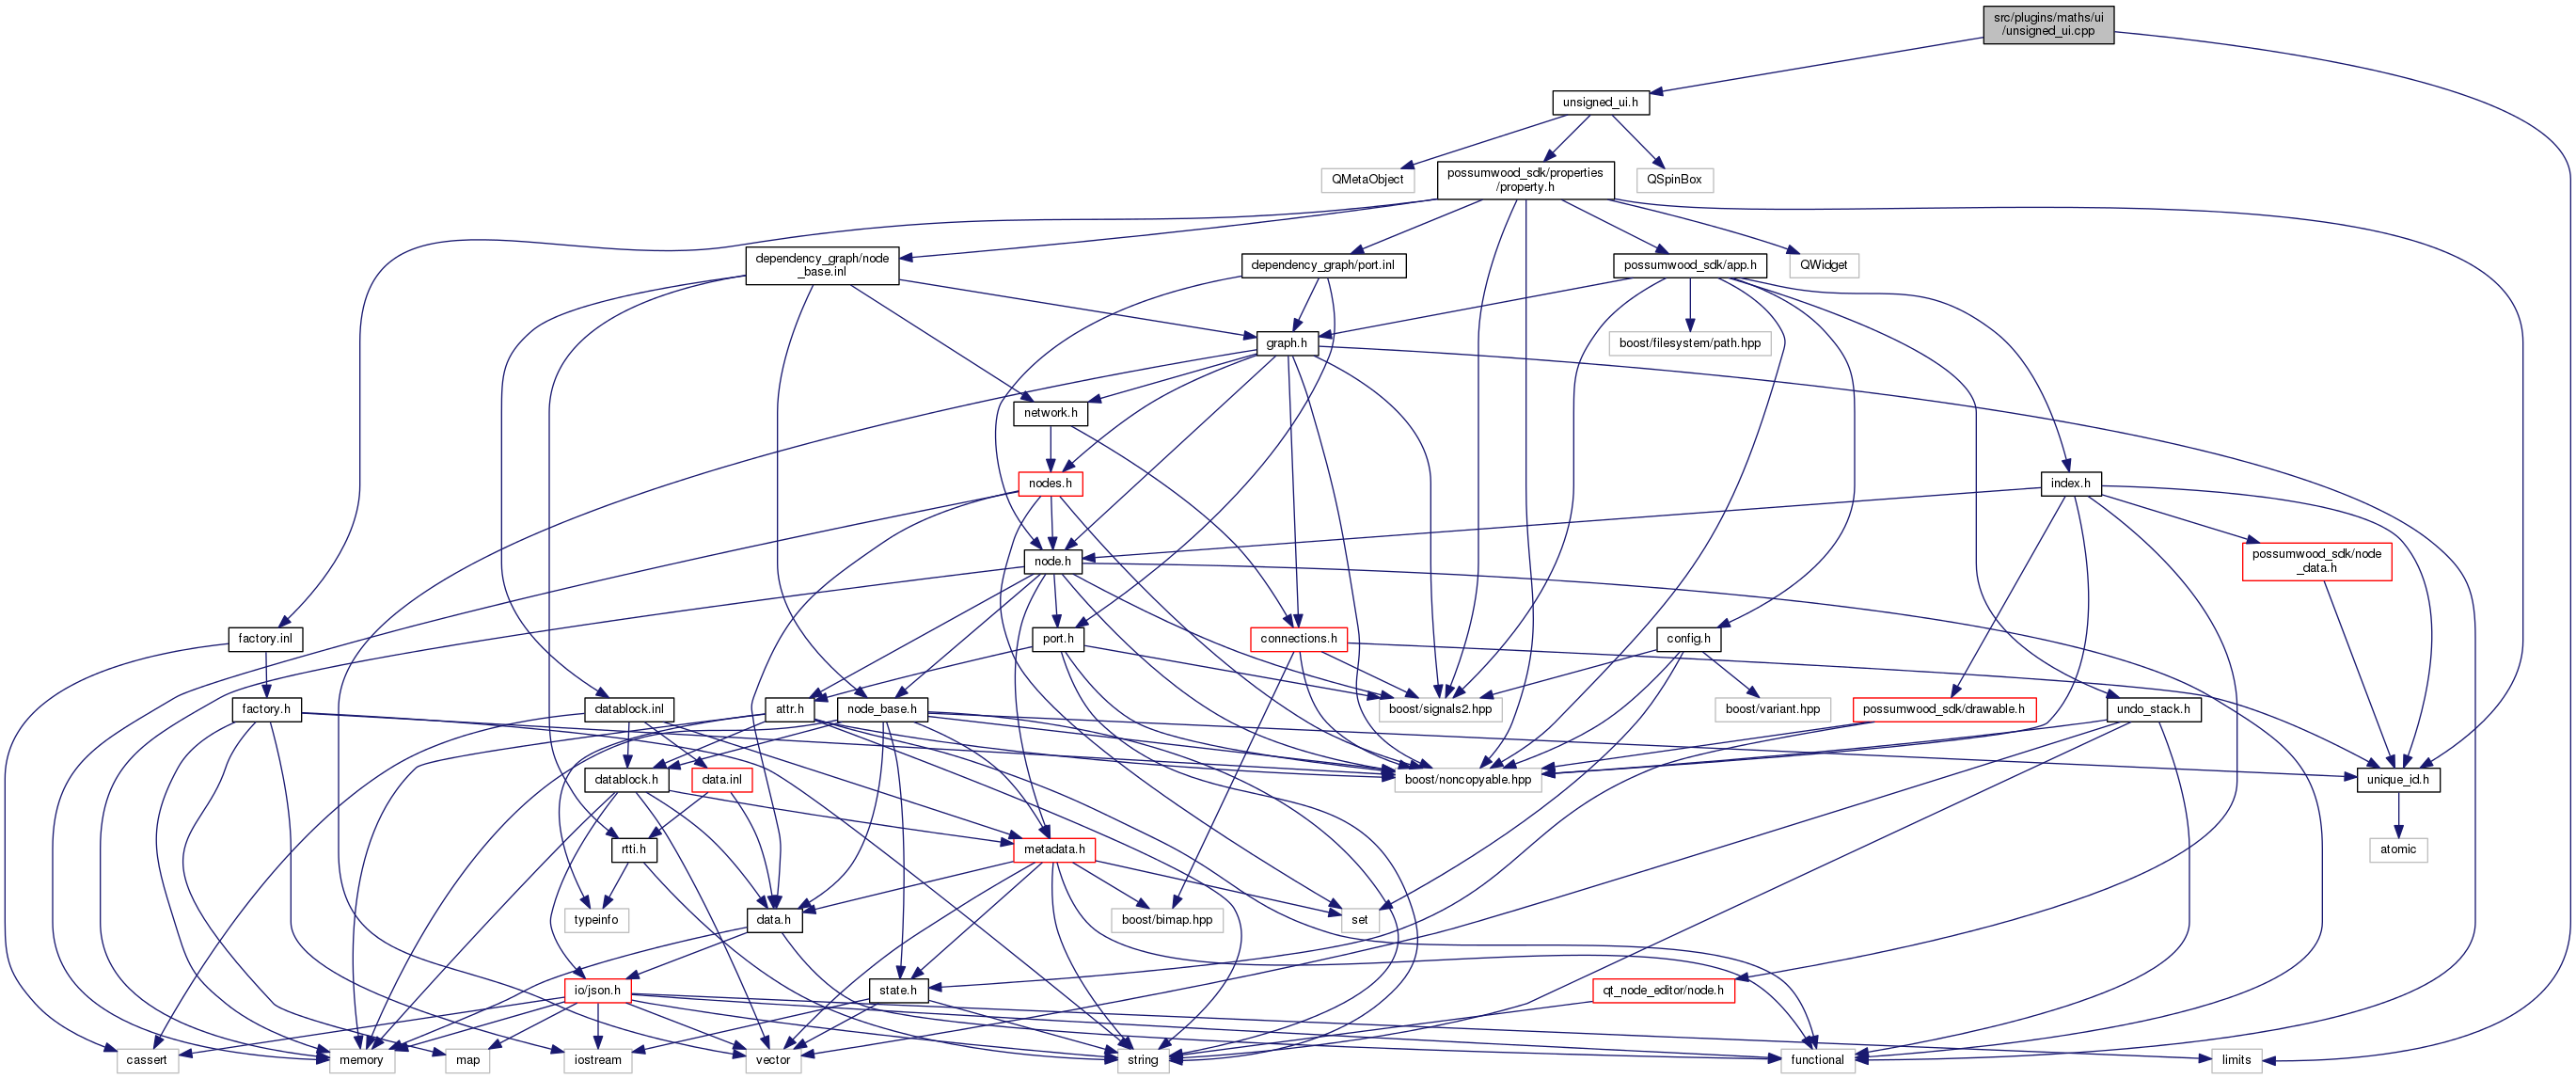 src/plugins/maths/ui
/unsigned_ui.cpp
unsigned_ui.h
QMetaObject
possumwood_sdk/properties
/property.h
QSpinBox
dependency_graph/node
_base.inl
dependency_graph/port.inl
possumwood_sdk/app.h
QWidget
graph.h
boost/filesystem/path.hpp
network.h
nodes.h
index.h
node.h
possumwood_sdk/node
_data.h
factory.inl
port.h
connections.h
config.h
factory.h
datablock.inl
attr.h
node_base.h
boost/signals2.hpp
boost/variant.hpp
possumwood_sdk/drawable.h
undo_stack.h
datablock.h
data.inl
boost/noncopyable.hpp
unique_id.h
rtti.h
metadata.h
atomic
typeinfo
data.h
boost/bimap.hpp
set
io/json.h
state.h
qt_node_editor/node.h
cassert
memory
map
iostream
vector
string
functional
limits